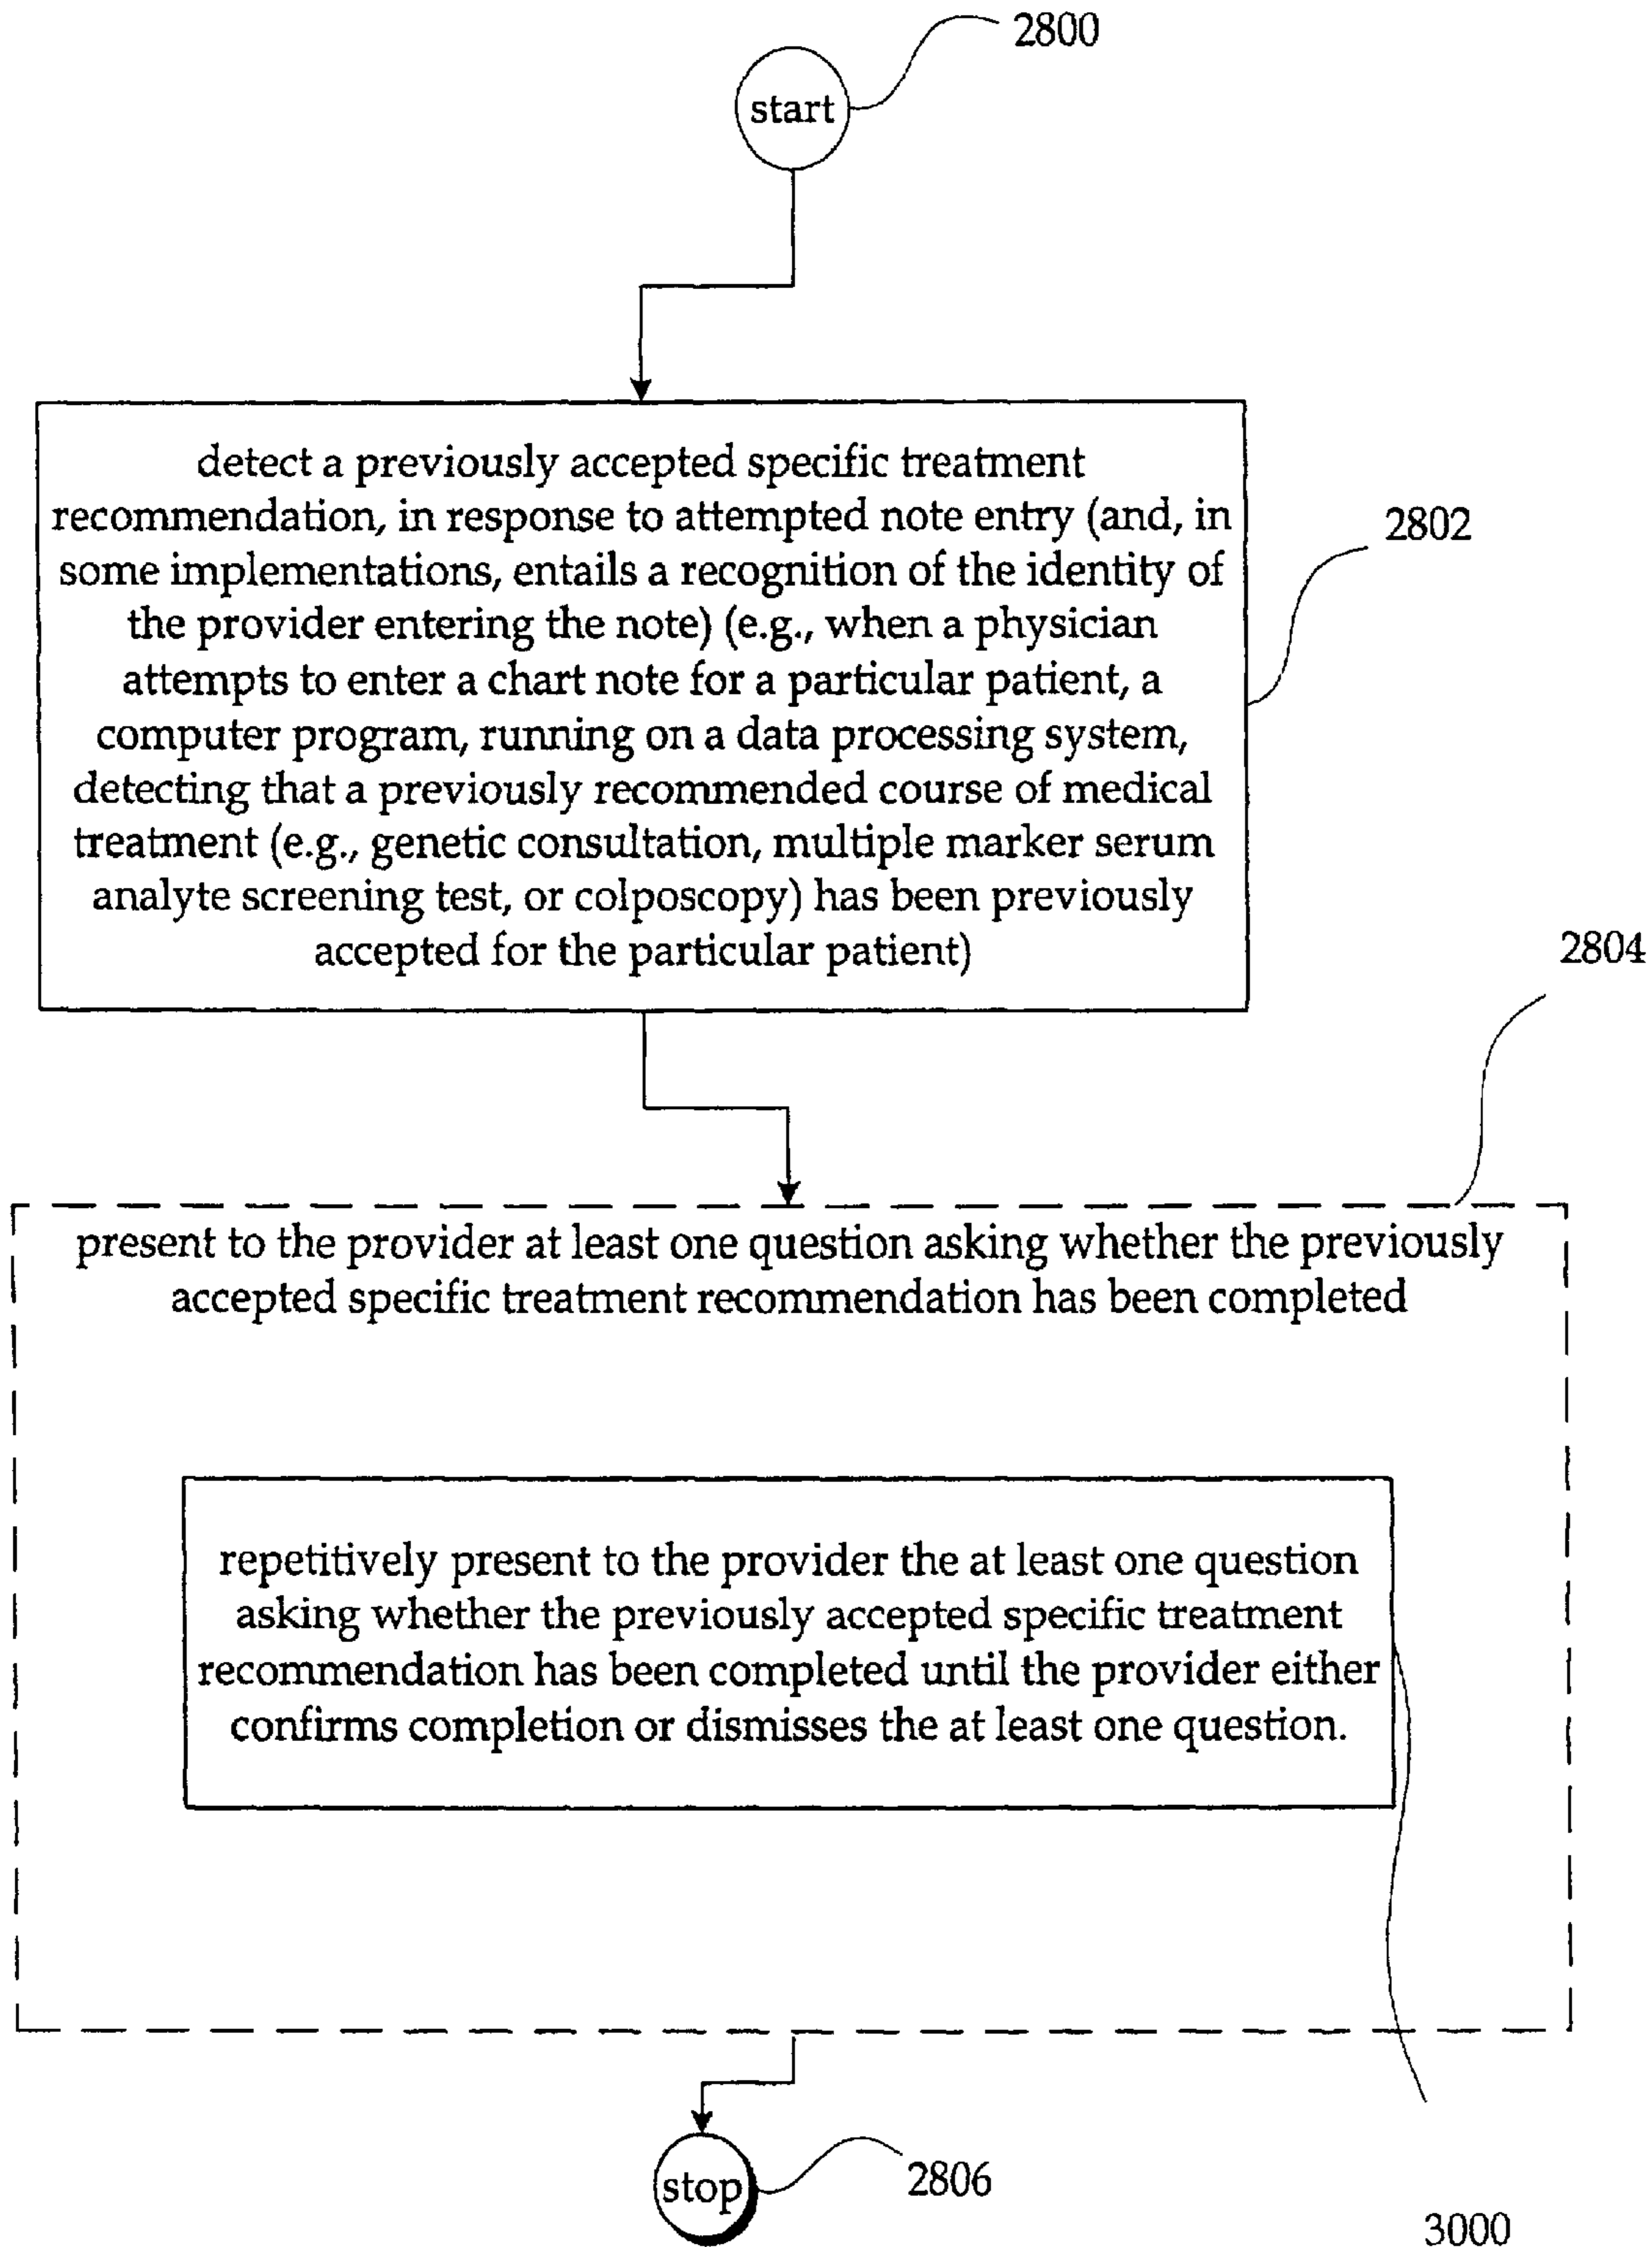 2800
start
detect a previously accepted specific treatment
recommendation, in response to attempted note entry (and, in
2802
some implementations, entails a recognition of the identity of
the provider entering the note) (e.g., when a physician
attempts to enter a chart note for a particular patient, a
computer program, running on a data processing system,
detecting that a previously recommended course of medical
treatment (e.g., genetic consultation, multiple marker serum
analyte screening test, or colposcopy) has been previously
accepted for the particular patient)
2804
present to the provider at least one question asking whether the previously
accepted specific treatment recommendation has been completed
repetitively present to the provider the at least one question
asking whether the previously accepted specific treatment
recommendation has been completed until the provider either
confirms completion or dismisses the at least one question.
stop
2806
3000